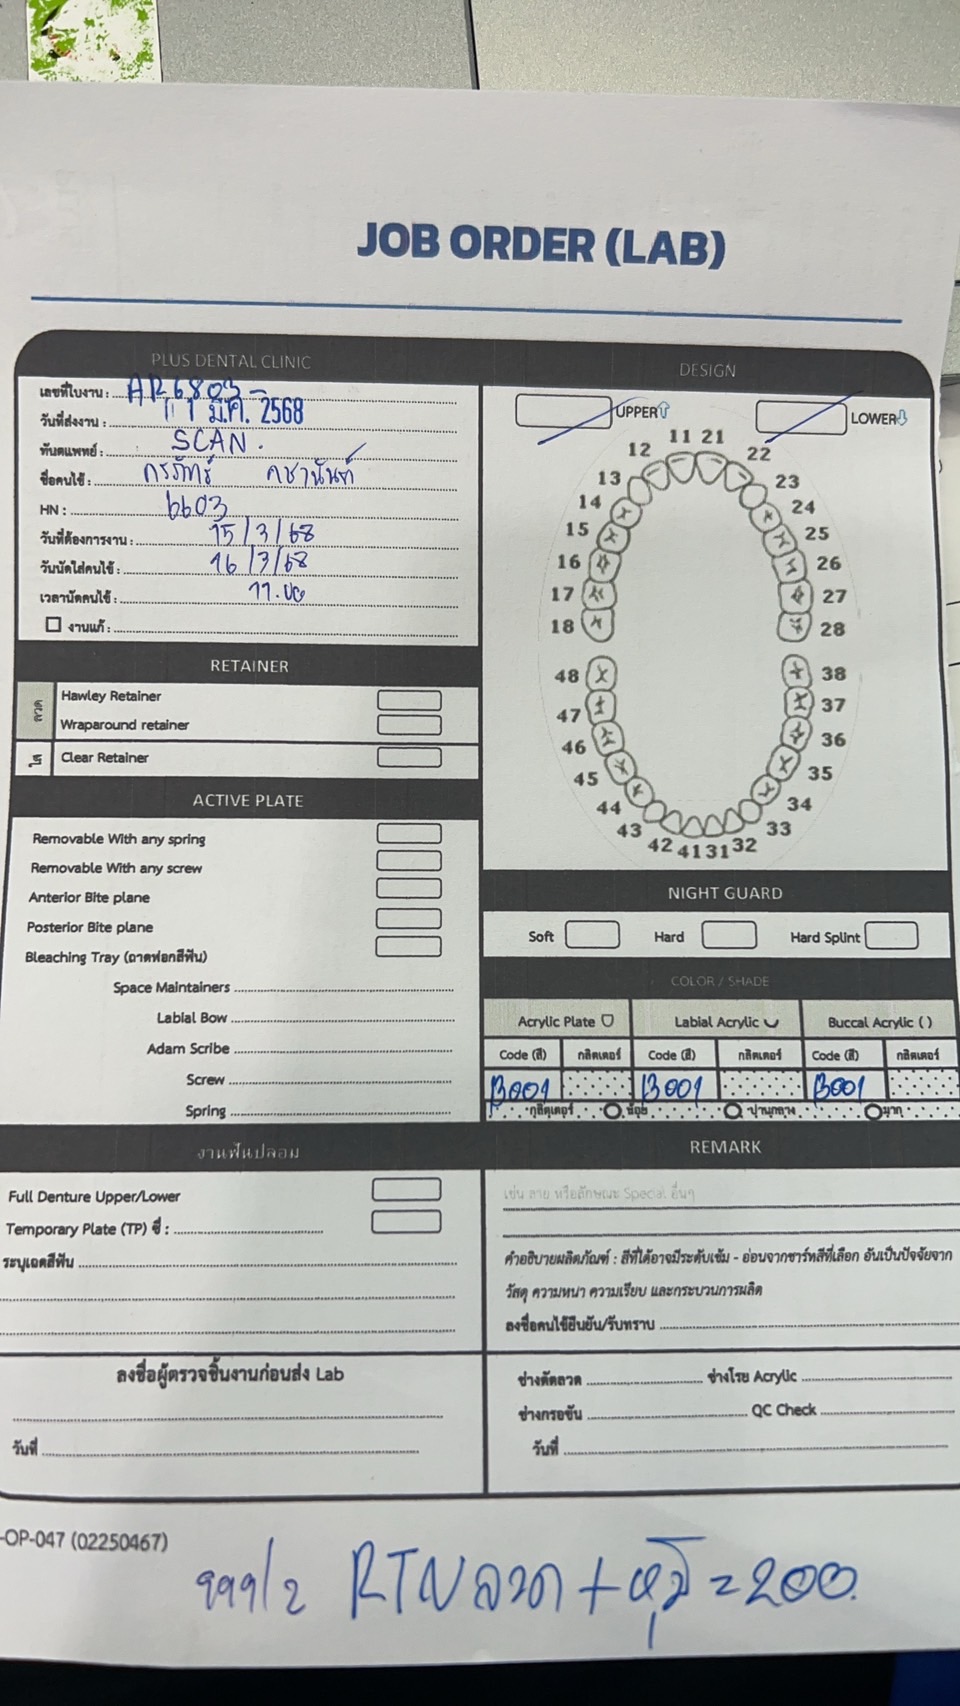 JOB ORDER (LAB)
PLUS DENTAL CLINIC
เลขที่ใบงาน : AR6803-
วันที่ส่งงาน : 11 มี.ค. 2568
ทันตแพทย์ : SCAN.
ชื่อคนไข้ : กรภัทร์ คชานันท์
HN : 6603
วันที่ต้องการงาน : 15/3/68
วันนัดใส่คนไข้ : 16/3/68
เวลานัดคนไข้ : 11.00
งานแก้ :
RETAINER
ลวด
Hawley Retainer
Wraparound retainer
ใส
Clear Retainer
ACTIVE PLATE
Removable With any spring
Removable With any screw
Anterior Bite plane
Posterior Bite plane
Bleaching Tray (ถาดฟอกสีฟัน)
Space Maintainers
Labial Bow
Adam Scribe
Screw
Spring
DESIGN
UPPER LOWER
11 21
12 22
13 23
14 24
15 25
16 26
17 27
18 28
48 38
47 37
46 36
45 35
44 34
43 33
42 41 31 32
NIGHT GUARD
Soft Hard Hard Splint
COLOR / SHADE
Acrylic Plate Labial Acrylic Buccal Acrylic ( )
Code (สี) กลิตเตอร์ Code (สี) กลิตเตอร์ Code (สี) กลิตเตอร์
B001 B001 B001
กลิตเตอร์ น้อย ปานกลาง มาก
งานฟันปลอม
Full Denture Upper/Lower
Temporary Plate (TP) ซี่ :
ระบุเฉดสีฟัน
REMARK
เช่น ลาย หรือลักษณะ Special อื่นๆ
คำอธิบายผลิตภัณฑ์ : สีที่ได้อาจมีระดับเข้ม - อ่อนจากชาร์ทสีที่เลือก อันเป็นปัจจัยจาก
วัสดุ ความหนา ความเรียบ และกระบวนการผลิต
ลงชื่อคนไข้ยืนยัน/รับทราบ
ลงชื่อผู้ตรวจชิ้นงานก่อนส่ง Lab
วันที่
ช่างดัดลวด ช่างโรย Acrylic
ช่างกรอขัด QC Check
วันที่
-OP-047 (02250467)
RTNลวด + = 200